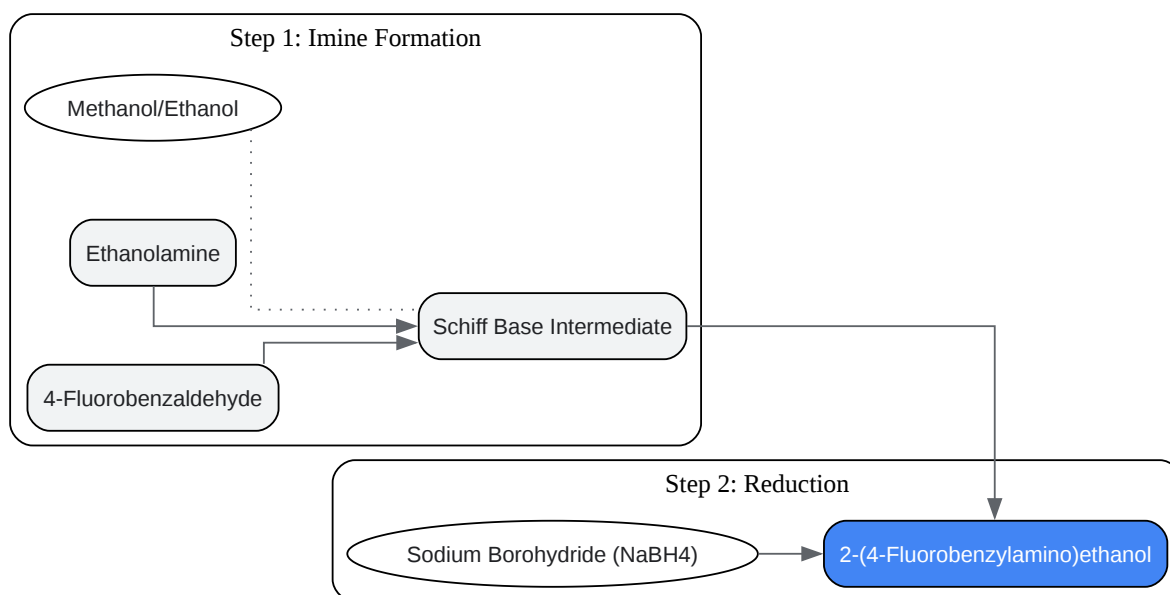 Step 1: Imine Formation
Methanol/Ethanol
Ethanolamine
Schiff Base Intermediate
4-Fluorobenzaldehyde
Step 2: Reduction
Sodium Borohydride (NaBH4)
2-(4-Fluorobenzylamino)ethanol